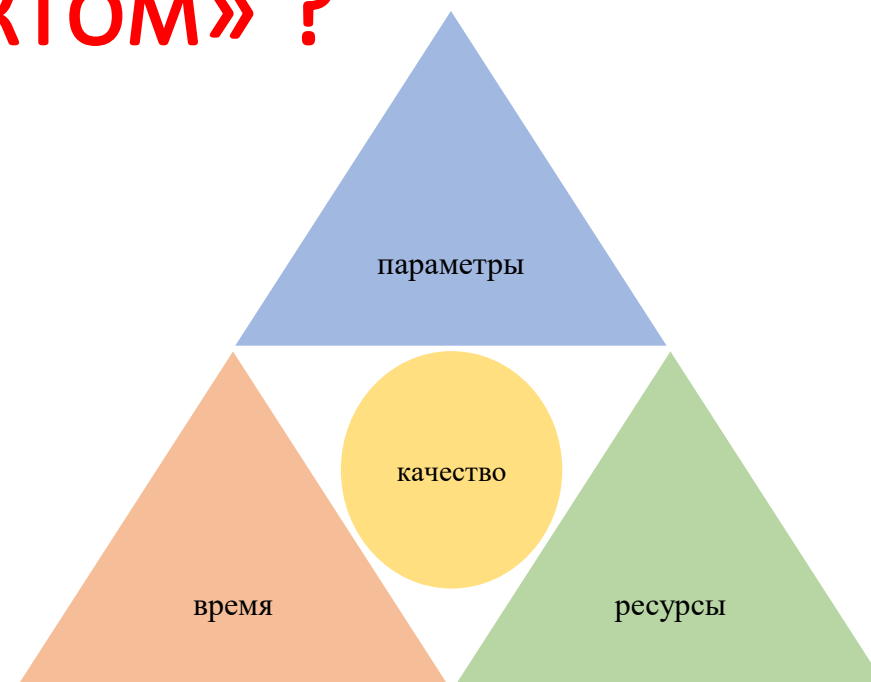 ктом» ?
параметры
качество
время
ресурсы